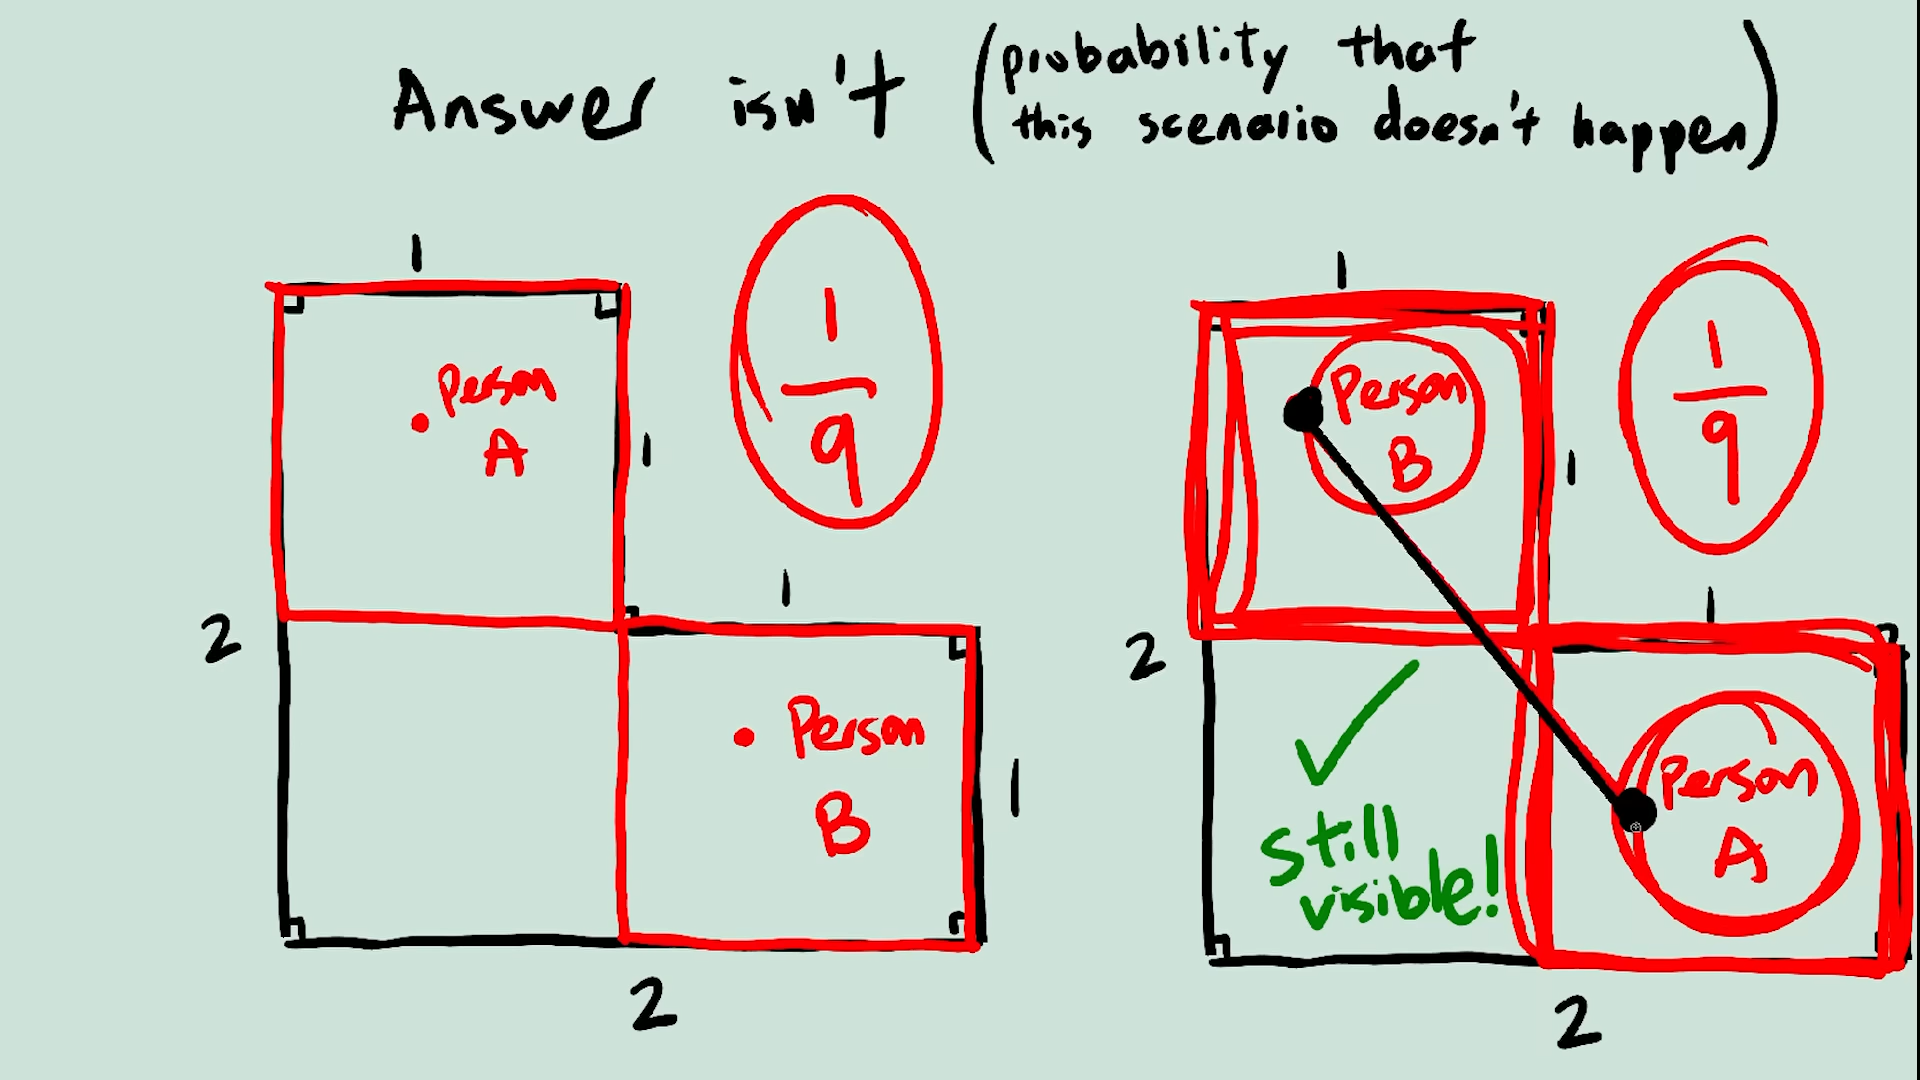 Answer isn't (probability that
this scenario doesn't happen)
1
1
9
Person
A
1
1
2
Person
B
1
2
1
1
9
Person
B
1
1
2
still
visible!
Person
A
2